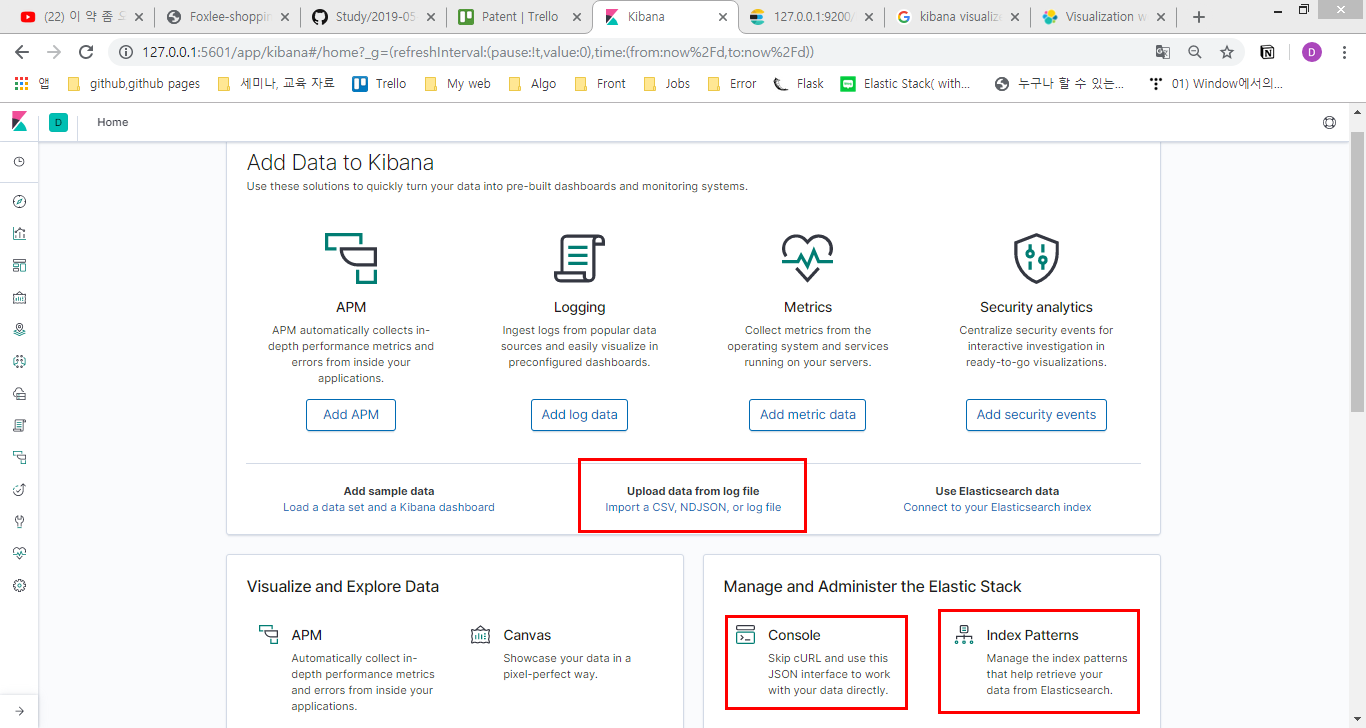 (22) 이 약 좀 드
Foxlee-shoppin
Study/2019-05
Patent | Trello
Kibana
127.0.0.1:9200/
kibana visualize
Visualization w
127.0.0.1:5601/app/kibana#/home?_g=(refreshInterval:(pause:!t,value:0),time:(from:now%2Fd,to:now%2Fd))
D
앱
github,github pages
세미나, 교육 자료
Trello
My web
Algo
Front
Jobs
Error
Flask
Elastic Stack( with...
누구나 할 수 있는...
01) Window에서의...
D
Home
Add Data to Kibana
Use these solutions to quickly turn your data into pre-built dashboards and monitoring systems.
APM
APM automatically collects in-
depth performance metrics and
errors from inside your
applications.
Add APM
Logging
Ingest logs from popular data
sources and easily visualize in
preconfigured dashboards.
Add log data
Metrics
Collect metrics from the
operating system and services
running on your servers.
Add metric data
Security analytics
Centralize security events for
interactive investigation in
ready-to-go visualizations.
Add security events
Add sample data
Load a data set and a Kibana dashboard
Upload data from log file
Import a CSV, NDJSON, or log file
Use Elasticsearch data
Connect to your Elasticsearch index
Visualize and Explore Data
APM
Automatically collect in-
depth performance metrics
and errors from inside your
applications.
Canvas
Showcase your data in a
pixel-perfect way.
Manage and Administer the Elastic Stack
Console
Skip cURL and use this
JSON interface to work
with your data directly.
Index Patterns
Manage the index patterns
that help retrieve your
data from Elasticsearch.